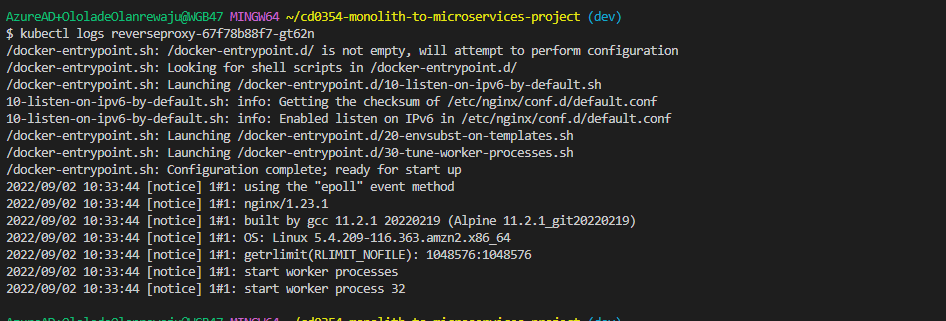 AzureAD+OloladeOlanrewaju@WGB47 MINGW64 ~/cd0354-monolith-to-microservices-project (dev)
$ kubectl logs reverseproxy-67f78b88f7-gt62n
/docker-entrypoint.sh: /docker-entrypoint.d/ is not empty, will attempt to perform configuration
/docker-entrypoint.sh: Looking for shell scripts in /docker-entrypoint.d/
/docker-entrypoint.sh: Launching /docker-entrypoint.d/10-listen-on-ipv6-by-default.sh
10-listen-on-ipv6-by-default.sh: info: Getting the checksum of /etc/nginx/conf.d/default.conf
10-listen-on-ipv6-by-default.sh: info: Enabled listen on IPv6 in /etc/nginx/conf.d/default.conf
/docker-entrypoint.sh: Launching /docker-entrypoint.d/20-envsubst-on-templates.sh
/docker-entrypoint.sh: Launching /docker-entrypoint.d/30-tune-worker-processes.sh
/docker-entrypoint.sh: Configuration complete; ready for start up
2022/09/02 10:33:44 [notice] 1#1: using the "epoll" event method
2022/09/02 10:33:44 [notice] 1#1: nginx/1.23.1
2022/09/02 10:33:44 [notice] 1#1: built by gcc 11.2.1 20220219 (Alpine 11.2.1_git20220219)
2022/09/02 10:33:44 [notice] 1#1: OS: Linux 5.4.209-116.363.amzn2.x86_64
2022/09/02 10:33:44 [notice] 1#1: getrlimit(RLIMIT_NOFILE): 1048576:1048576
2022/09/02 10:33:44 [notice] 1#1: start worker processes
2022/09/02 10:33:44 [notice] 1#1: start worker process 32
AzureAD+OloladeOlanrewaju@WGB47 MINGW64 ~/cd0354-monolith-to-microservices-project (dev)